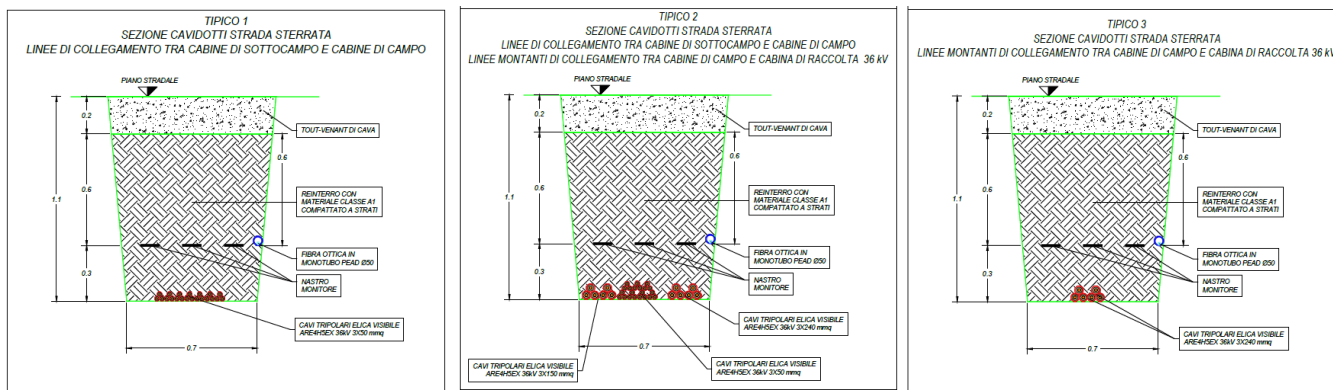 TIPICO 1
SEZIONE CAVIDOTTI STRADA STERRATA
LINEE DI COLLEGAMENTO TRA CABINE DI SOTTOCAMPO E CABINE DI CAMPO
PIANO STRADALE
0.2
TOUT-VENANT DI CAVA
0.6
0.6
1.1
REINTERRO CON
MATERIALE CLASSE A1
COMPATTATO A STRATI
FIBRA OTTICA IN
MONOTUBO PEAD Ø50
0.3
NASTRO
MONITORE
CAVI TRIPOLARI ELICA VISIBILE
ARE4H5EX 36kV 3X50 mmq
0.7
TIPICO 2
SEZIONE CAVIDOTTI STRADA STERRATA
LINEE DI COLLEGAMENTO TRA CABINE DI SOTTOCAMPO E CABINE DI CAMPO
LINEE MONTANTI DI COLLEGAMENTO TRA CABINE DI CAMPO E CABINA DI RACCOLTA 36 kV
PIANO STRADALE
0.2
TOUT-VENANT DI CAVA
0.6
0.6
1.1
REINTERRO CON
MATERIALE CLASSE A1
COMPATTATO A STRATI
FIBRA OTTICA IN
MONOTUBO PEAD Ø50
0.3
NASTRO
MONITORE
CAVI TRIPOLARI ELICA VISIBILE
ARE4H5EX 36kV 3X240 mmq
0.7
CAVI TRIPOLARI ELICA VISIBILE
ARE4H5EX 36kV 3X150 mmq
CAVI TRIPOLARI ELICA VISIBILE
ARE4H5EX 36kV 3X50 mmq
TIPICO 3
SEZIONE CAVIDOTTI STRADA STERRATA
LINEE MONTANTI DI COLLEGAMENTO TRA CABINE DI CAMPO E CABINA DI RACCOLTA 36 kV
PIANO STRADALE
0.2
TOUT-VENANT DI CAVA
0.6
0.6
1.1
REINTERRO CON
MATERIALE CLASSE A1
COMPATTATO A STRATI
FIBRA OTTICA IN
MONOTUBO PEAD Ø50
0.3
NASTRO
MONITORE
CAVI TRIPOLARI ELICA VISIBILE
ARE4H5EX 36kV 3X240 mmq
0.7